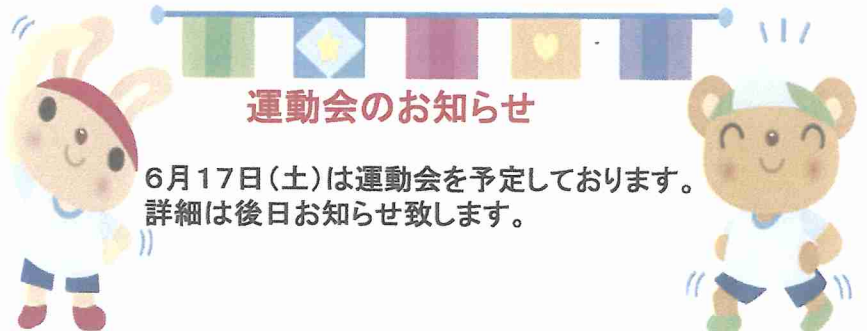 運動会のお知らせ
6月17日(土)は運動会を予定しております。
詳細は後日お知らせ致します。